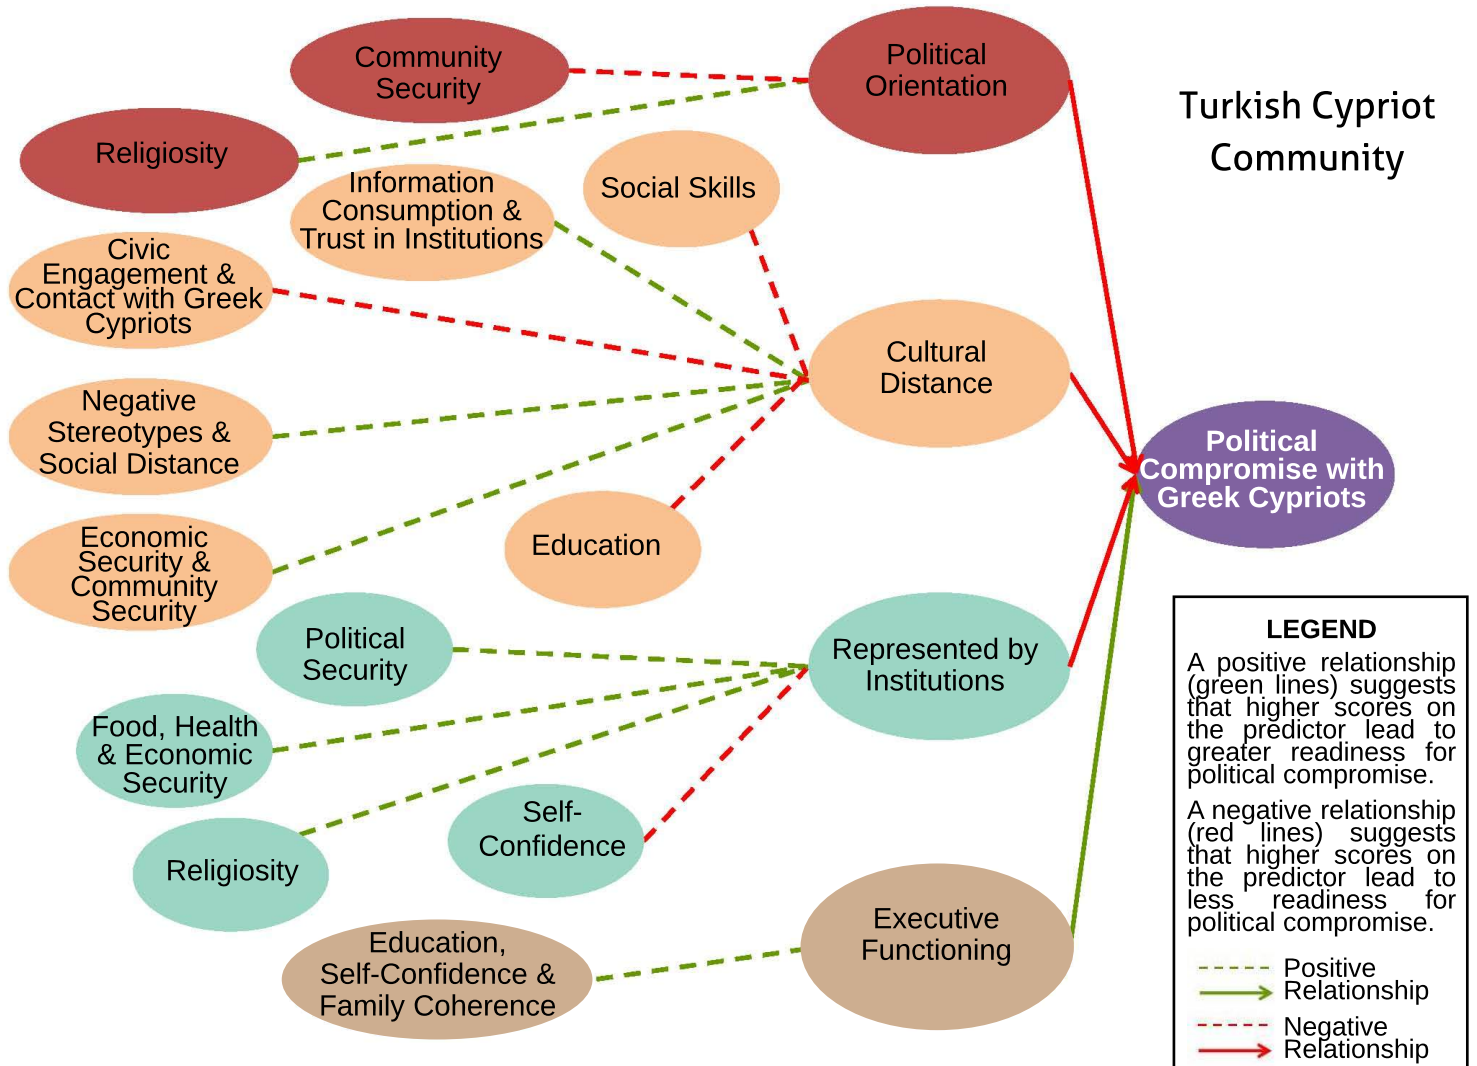 Community
Security
Political
Orientation
Turkish Cypriot
Community
Religiosity
Information
Consumption &
Trust in Institutions
Social Skills
Civic
Engagement &
Contact with Greek
Cypriots
Cultural
Distance
Negative
Stereotypes &
Social Distance
Political
Compromise with
Greek Cypriots
Education
Economic
Security &
Community
Security
Political
Security
Represented by
Institutions
Food, Health
& Economic
Security
Self-
Confidence
Religiosity
Executive
Functioning
Education,
Self-Confidence &
Family Coherence
LEGEND
A positive relationship
(green lines) suggests
that higher scores on
the predictor lead to
greater readiness for
political compromise.
A negative relationship
(red lines) suggests
that higher scores on
the predictor lead to
less readiness for
political compromise.
Positive
Relationship
Negative
Relationship